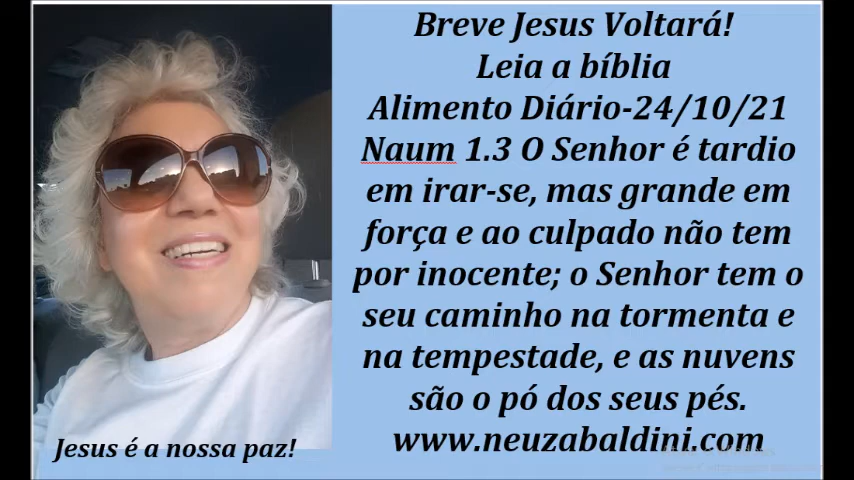 Breve Jesus Voltará!
Leia a bíblia
Alimento Diário-24/10/21
Naum 1.3 O Senhor é tardio
em irar-se, mas grande em
força e ao culpado não tem
por inocente; o Senhor tem o
seu caminho na tormenta e
na tempestade, e as nuvens
são o pó dos seus pés.
www.neuzabaldini.com
Jesus é a nossa paz!